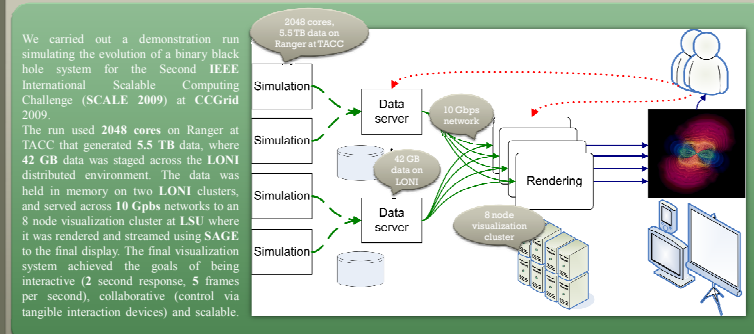 We carried out a demonstration run
simulating the evolution of a binary black
hole system for the Second IEEE
International Scalable Computing
Challenge (SCALE 2009) at CCGrid
2009.
The run used 2048 cores on Ranger at
TACC that generated 5.5 TB data, where
42 GB data was staged across the LONI
distributed environment. The data was
held in memory on two LONI clusters,
and served across 10 Gpbs networks to an
8 node visualization cluster at LSU where
it was rendered and streamed using SAGE
to the final display. The final visualization
system achieved the goals of being
interactive (2 second response, 5 frames
per second), collaborative (control via
tangible interaction devices) and scalable.
2048 cores,
5.5 TB data on
Ranger at TACC
Simulation
Simulation
Simulation
Simulation
Data
server
42 GB
data on
LONI
Data
server
10 Gbps
network
Rendering
8 node
visualization
cluster